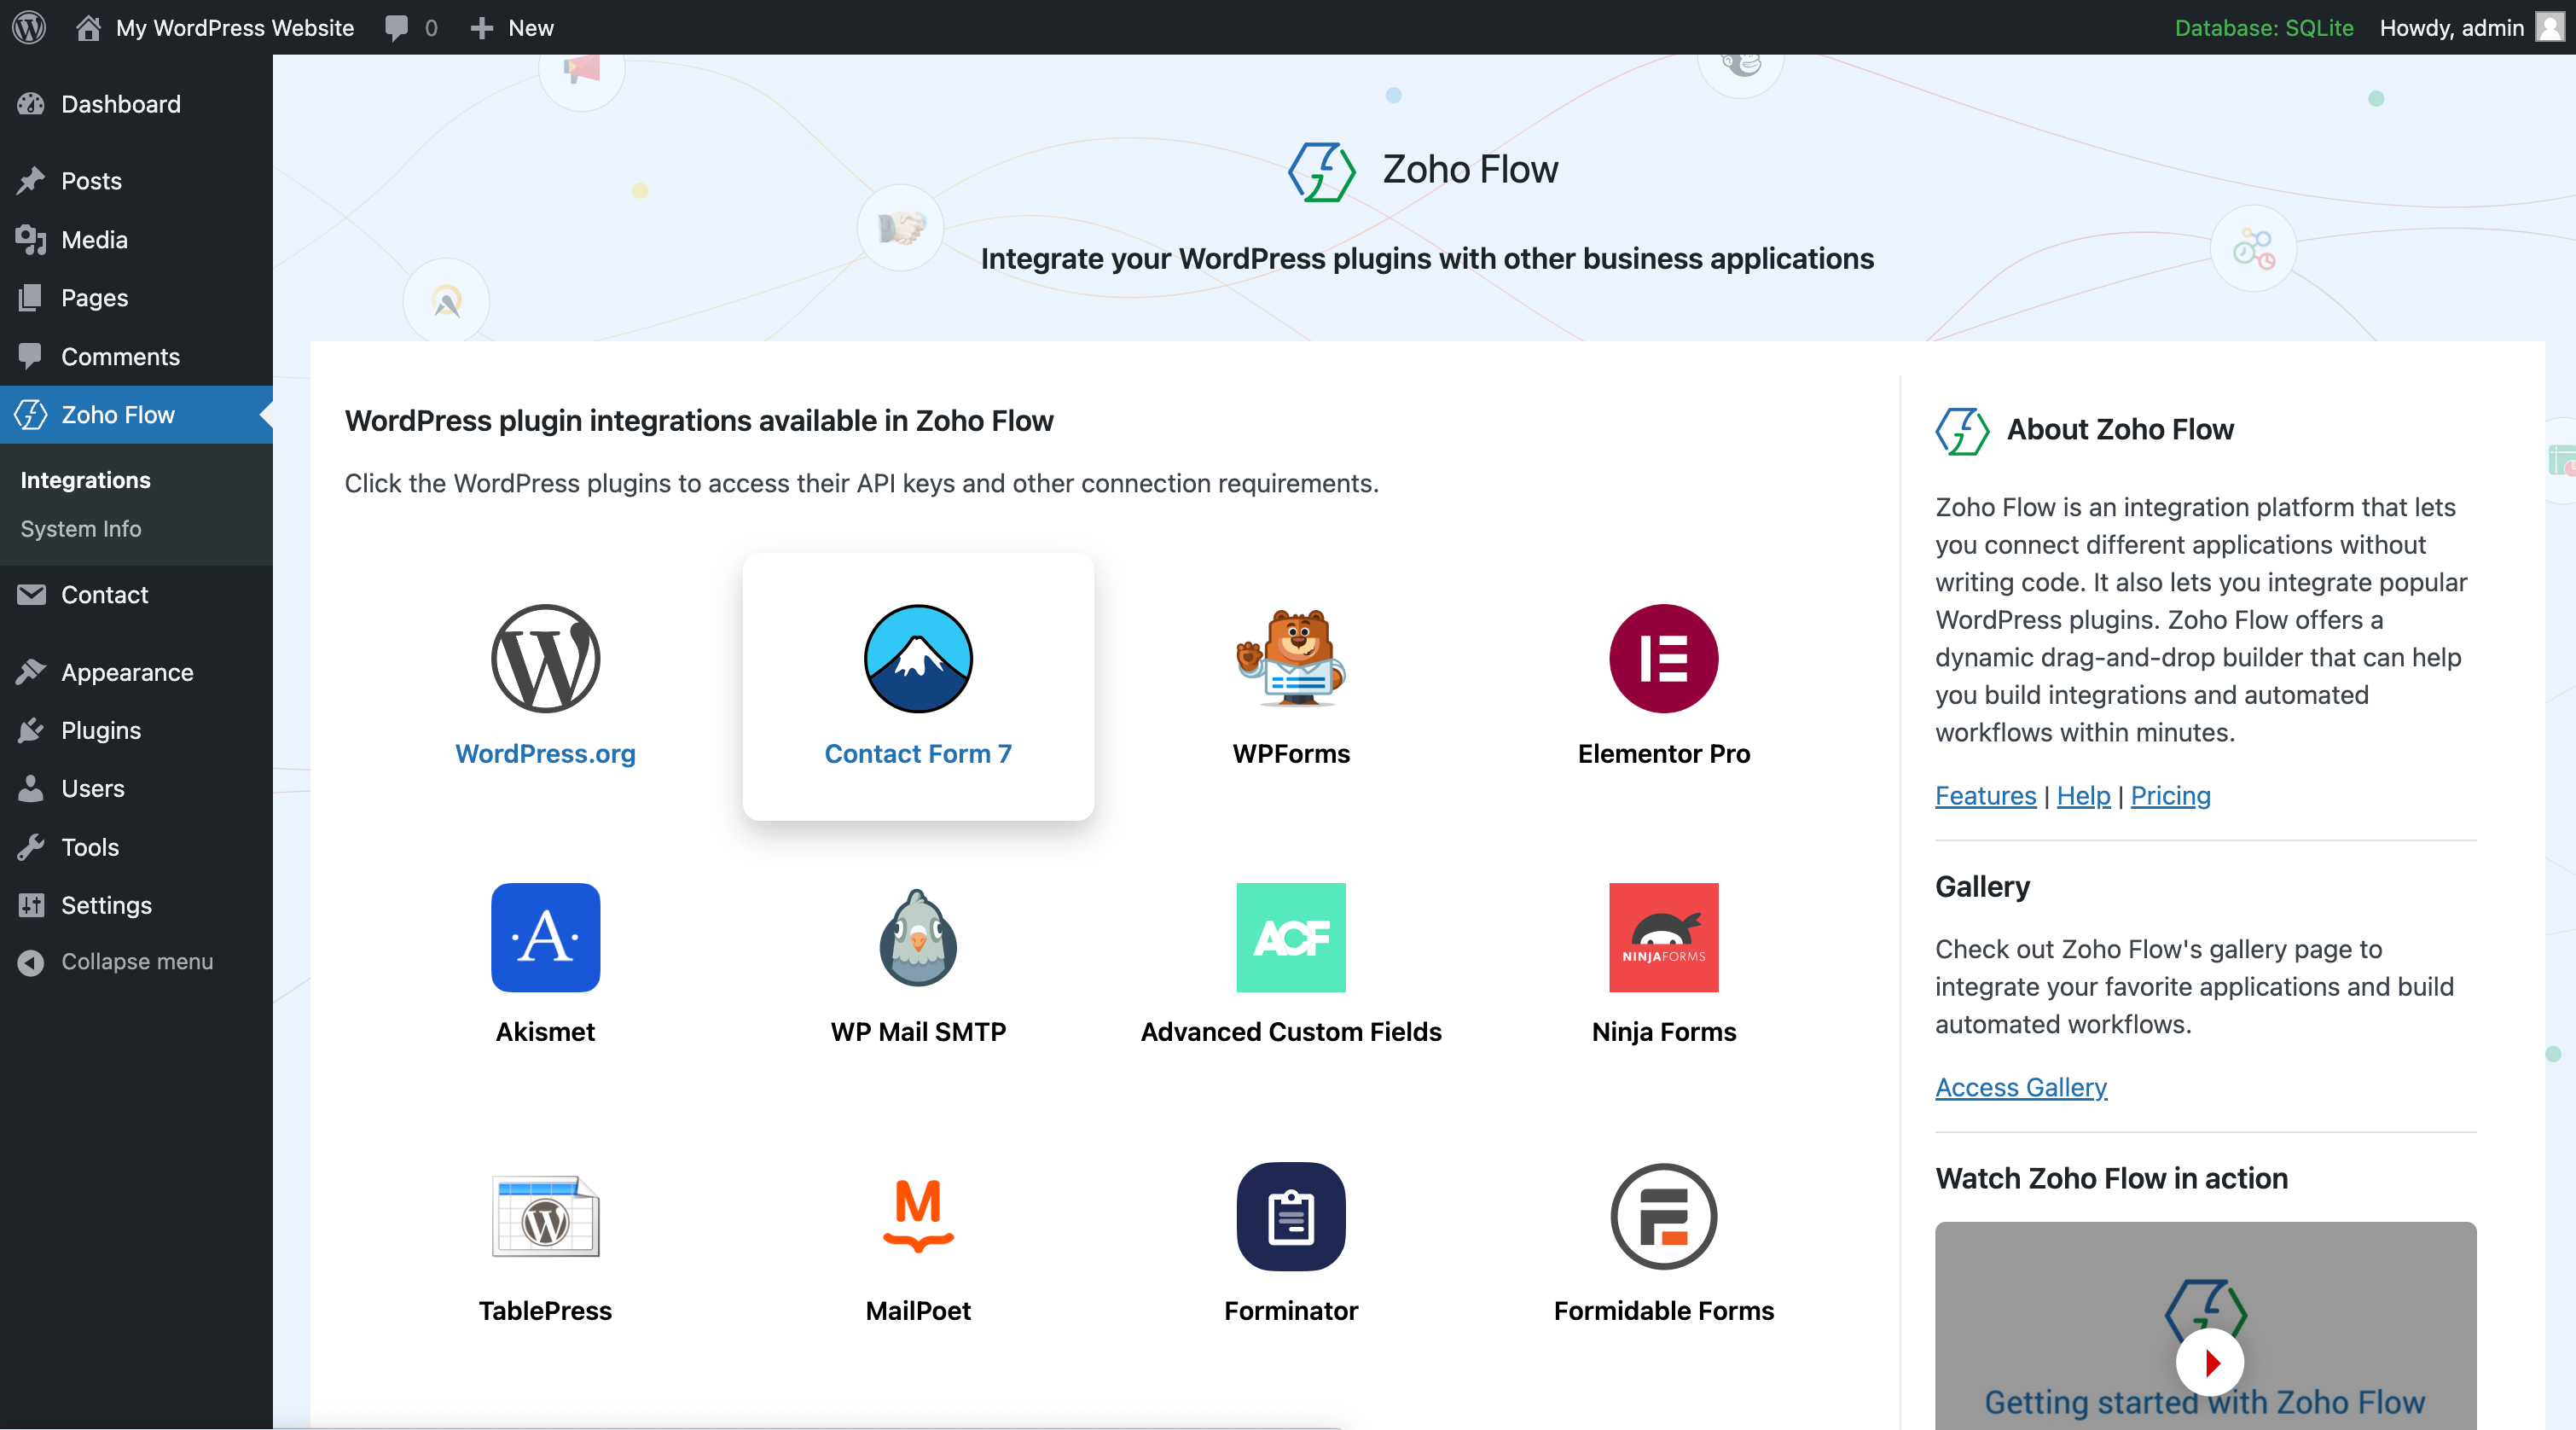 My WordPress Website
0
New
Database: SQLite
Howdy, admin
Dashboard
Posts
Media
Pages
Comments
Zoho Flow
Integrations
System Info
Contact
Appearance
Plugins
Users
Tools
Settings
Collapse menu
Zoho Flow
Integrate your WordPress plugins with other business applications
WordPress plugin integrations available in Zoho Flow
Click the WordPress plugins to access their API keys and other connection requirements.
WordPress.org
Contact Form 7
WPForms
Elementor Pro
A
ACF
NINJAFORMS
Akismet
WP Mail SMTP
Advanced Custom Fields
Ninja Forms
M
TablePress
MailPoet
Forminator
Formidable Forms
About Zoho Flow
Zoho Flow is an integration platform that lets
you connect different applications without
writing code. It also lets you integrate popular
WordPress plugins. Zoho Flow offers a
dynamic drag-and-drop builder that can help
you build integrations and automated
workflows within minutes.
Features | Help | Pricing
Gallery
Check out Zoho Flow's gallery page to
integrate your favorite applications and build
automated workflows.
Access Gallery
Watch Zoho Flow in action
Getting started with Zoho Flow